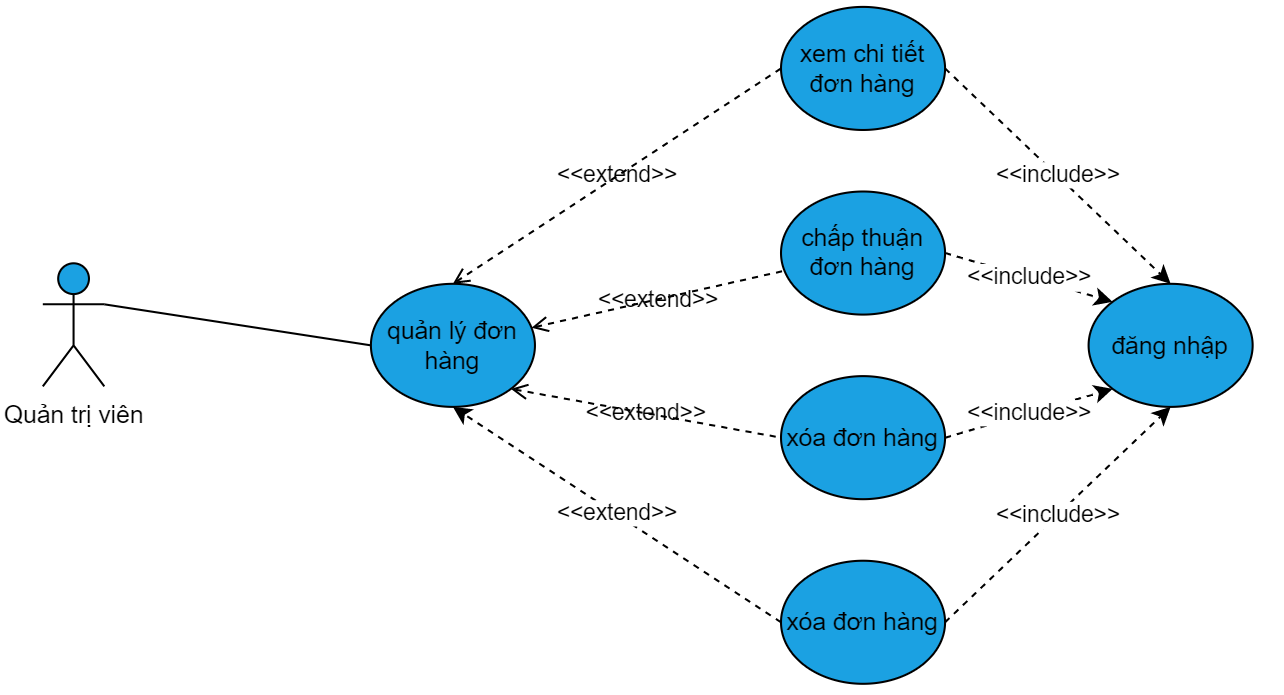 xem chi tiết
đơn hàng
<<extend>>
<<include>>
chấp thuận
đơn hàng
<<extend>>
<<include>>
quản lý đơn
hàng
đăng nhập
Quản trị viên
<<extend>>
<<include>>
xóa đơn hàng
<<extend>>
<<include>>
xóa đơn hàng